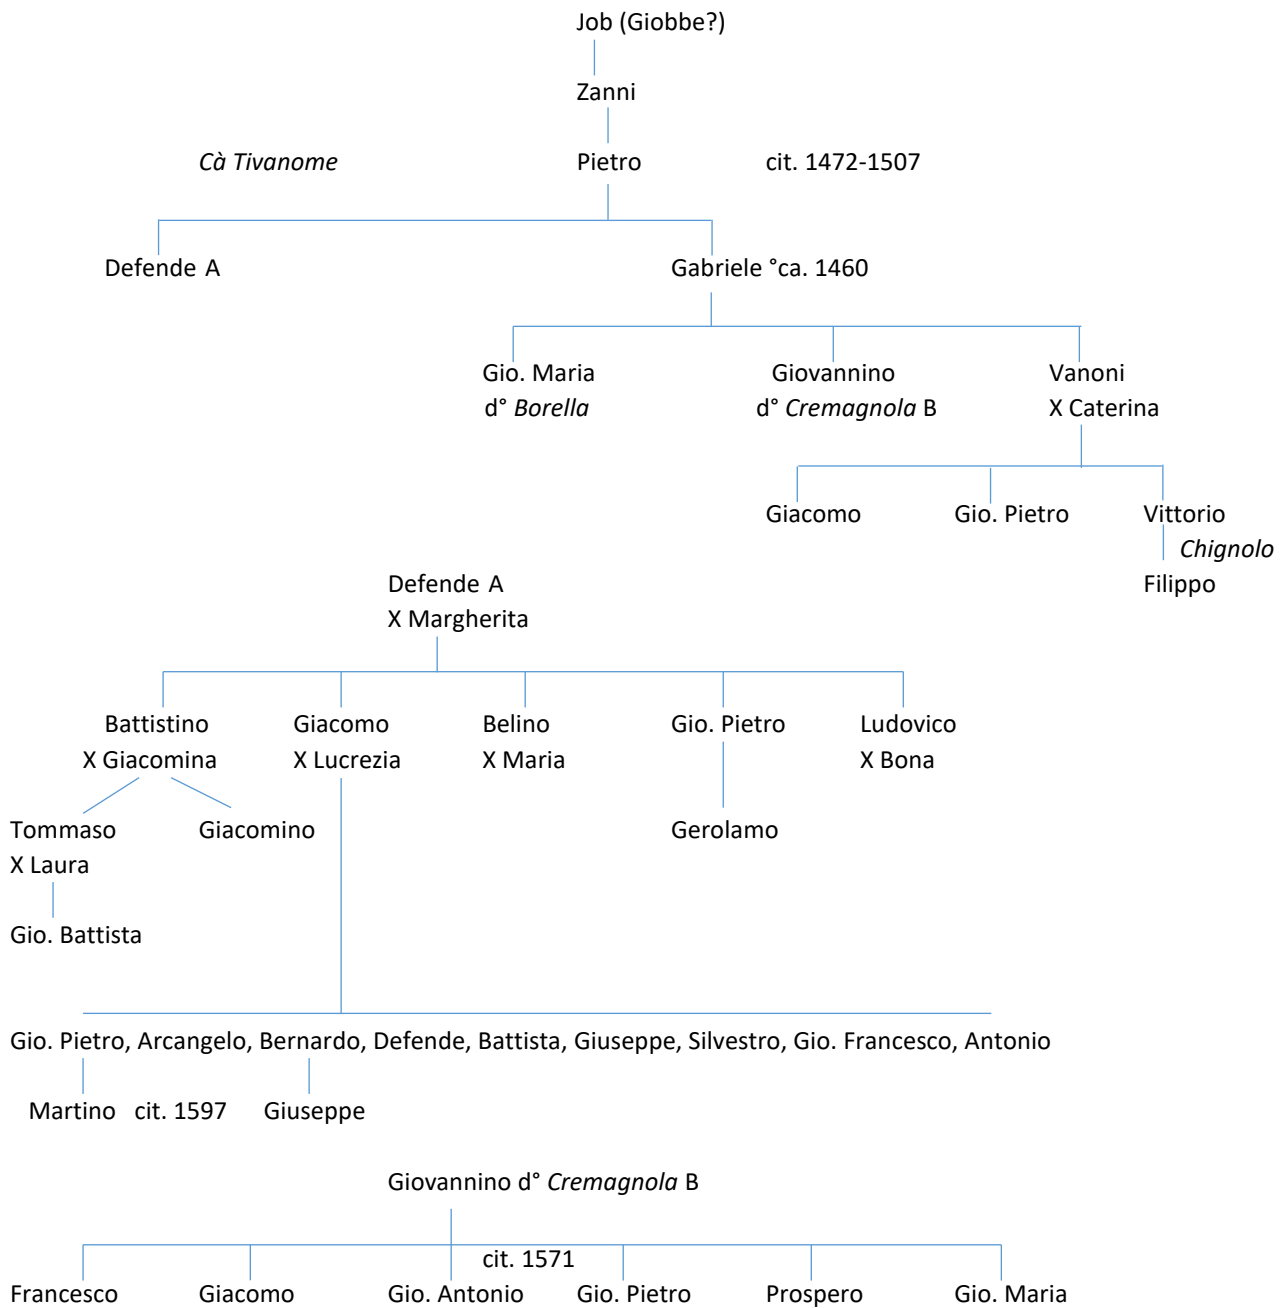 Job (Giobbe?)
Zanni
Cà Tivanome Pietro cit. 1472-1507
Defende A Gabriele °ca. 1460
Gio. Maria Giovannino Vanoni
d° Borella d° Cremagnola B X Caterina
Giacomo Gio. Pietro Vittorio
Chignolo
Defende A Filippo
X Margherita
Battistino Giacomo Belino Gio. Pietro Ludovico
X Giacomina X Lucrezia X Maria X Bona
Tommaso Giacomino Gerolamo
X Laura
Gio. Battista
Gio. Pietro, Arcangelo, Bernardo, Defende, Battista, Giuseppe, Silvestro, Gio. Francesco, Antonio
Martino cit. 1597 Giuseppe
Giovannino d° Cremagnola B
cit. 1571
Francesco Giacomo Gio. Antonio Gio. Pietro Prospero Gio. Maria